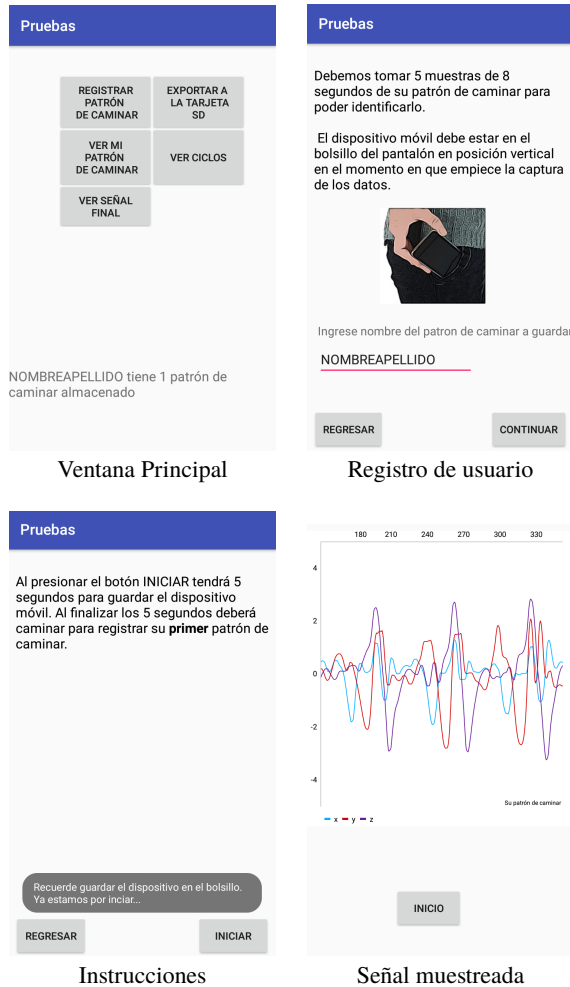 Pruebas
REGISTRAR
PATRÓN
DE CAMINAR
EXPORTAR A
LA TARJETA
SD
VER MI
PATRÓN
DE CAMINAR
VER CICLOS
VER SEÑAL
FINAL
NOMBREAPELLIDO tiene 1 patrón de
caminar almacenado
Ventana Principal
Pruebas
Debemos tomar 5 muestras de 8
segundos de su patrón de caminar para
poder identificarlo.
El dispositivo móvil debe estar en el
bolsillo del pantalón en posición vertical
en el momento en que empiece la captura
de los datos.
Ingrese nombre del patron de caminar a guardar
NOMBREAPELLIDO
REGRESAR
CONTINUAR
Registro de usuario
Pruebas
Al presionar el botón INICIAR tendrá 5
segundos para guardar el dispositivo
móvil. Al finalizar los 5 segundos deberá
caminar para registrar su primer patrón de
caminar.
Recuerde guardar el dispositivo en el bolsillo.
Ya estamos por inciar...
REGRESAR
INICIAR
Instrucciones
180 210 240 270 300 330
4
2
0
-2
-4
Su patrón de caminar
x y z
INICIO
Señal muestreada